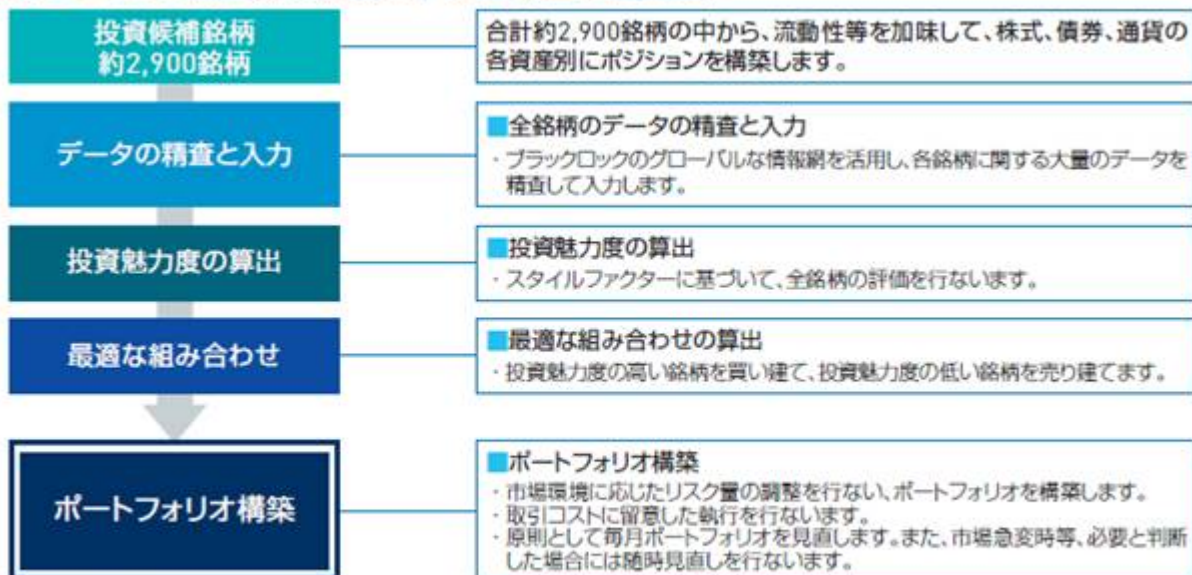 投資候補銘柄
約2,900銘柄
合計約2,900銘柄の中から、流動性等を加味して、株式、債券、通貨の
各資産別にポジションを構築します。
データの精査と入力
■全銘柄のデータの精査と入力
・ブラックロックのグローバルな情報網を活用し、各銘柄に関する大量のデータを
精査して入力します。
投資魅力度の算出
■投資魅力度の算出
・スタイルファクターに基づいて、全銘柄の評価を行ないます。
最適な組み合わせ
■最適な組み合わせの算出
・投資魅力度の高い銘柄を買い建て、投資魅力度の低い銘柄を売り建てます。
ポートフォリオ構築
■ポートフォリオ構築
・市場環境に応じたリスク量の調整を行ない、ポートフォリオを構築します。
・取引コストに留意した執行を行ないます。
・原則として毎月ポートフォリオを見直します。また、市場急変時等、必要と判断
した場合には随時見直しを行ないます。